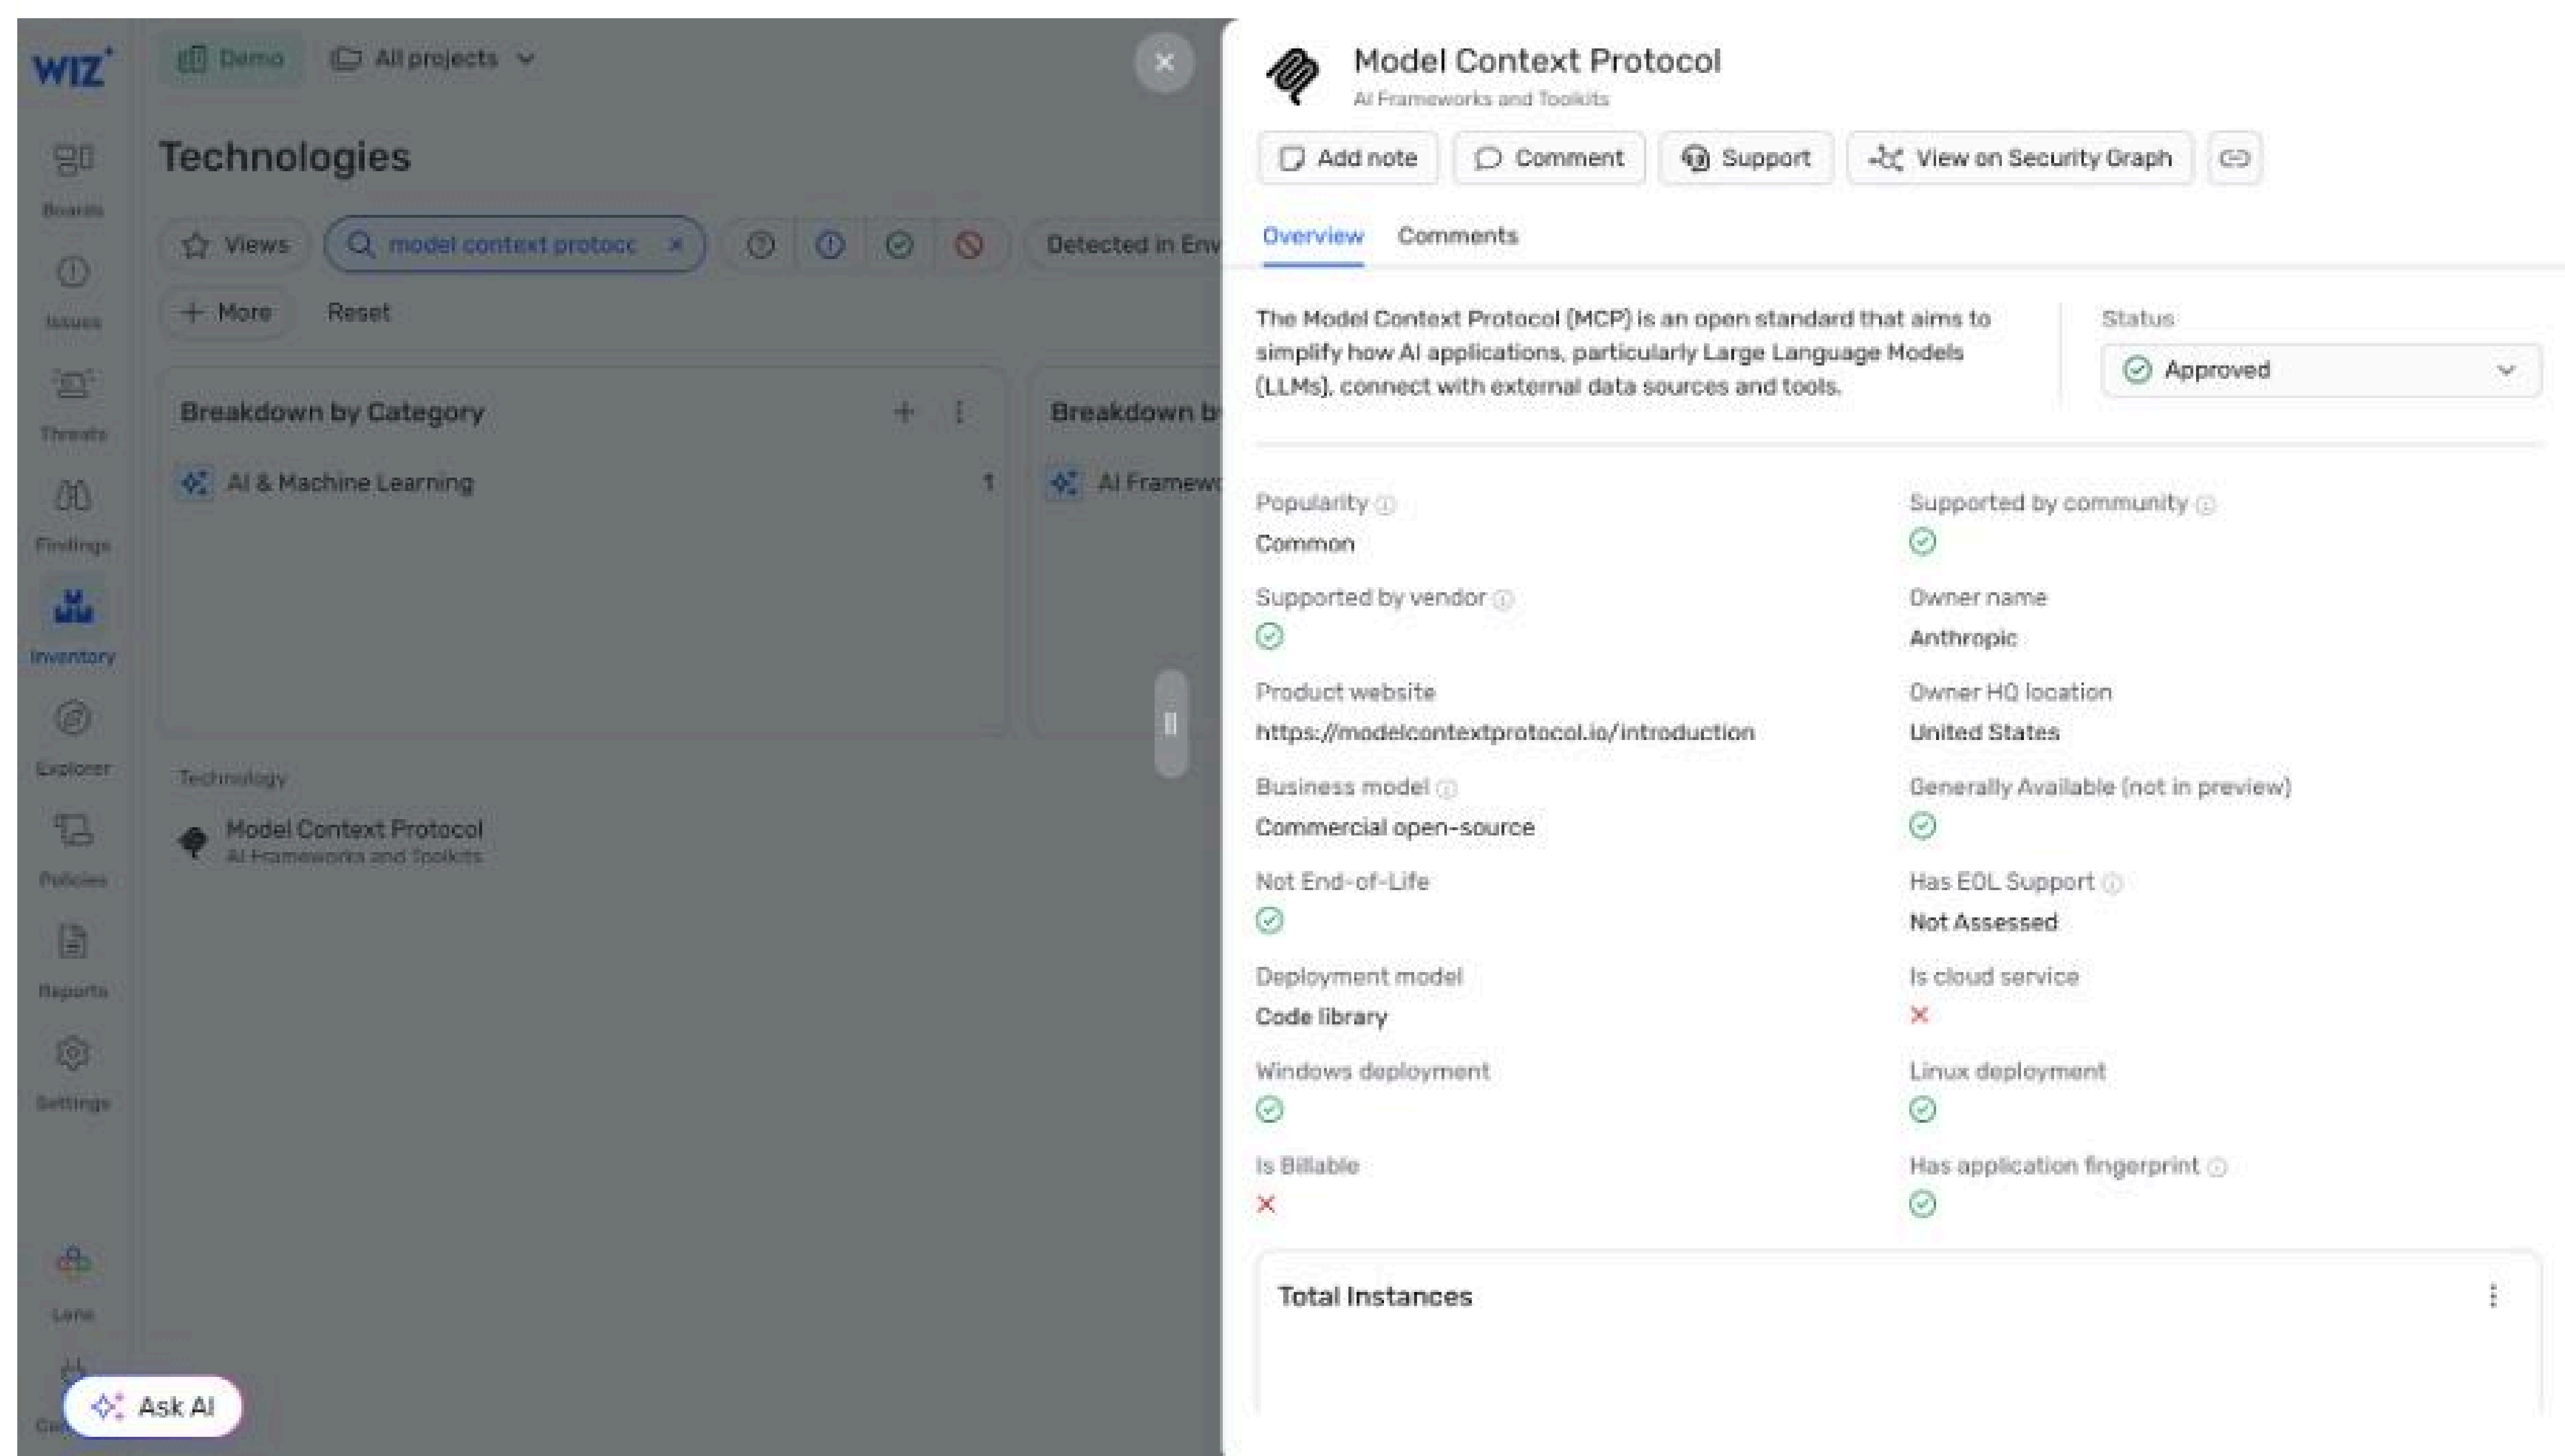 WIZ
Demo
All projects
Technologies
Views
model context protocc
Detected in Env
More
Reset
Breakdown by Category
AI & Machine Learning
1
Breakdown b
AI Framewo
Technology
Model Context Protocol
AI Frameworks and Toolkits
Boards
Issues
Threats
Findings
Inventory
Explorer
Policies
Reports
Settings
Lens
Ask AI
Model Context Protocol
AI Frameworks and Toolkits
Add note
Comment
Support
View on Security Graph
Overview
Comments
The Model Context Protocol (MCP) is an open standard that aims to
simplify how AI applications, particularly Large Language Models
(LLMs), connect with external data sources and tools.
Status
Approved
Popularity
Common
Supported by community
Supported by vendor
Owner name
Anthropic
Product website
https://modelcontextprotocol.io/introduction
Owner HQ location
United States
Business model
Commercial open-source
Generally Available (not in preview)
Not End-of-Life
Has EOL Support
Not Assessed
Deployment model
Code library
Is cloud service
Windows deployment
Linux deployment
Is Billable
Has application fingerprint
Total Instances